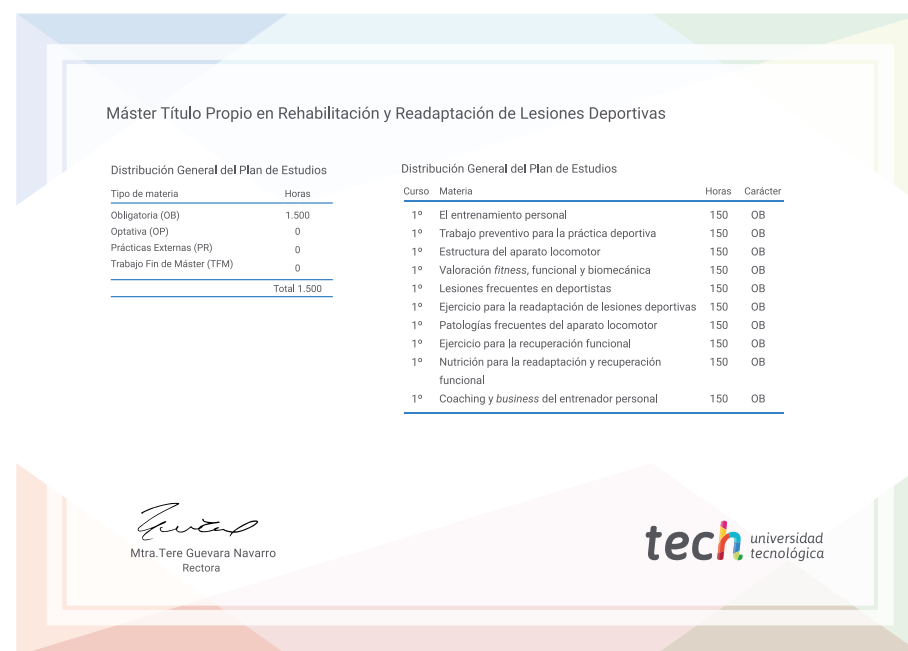 Máster Título Propio en Rehabilitación y Readaptación de Lesiones Deportivas
Distribución General del Plan de Estudios
Tipo de materia Horas
Obligatoria (OB) 1.500
Optativa (OP) 0
Prácticas Externas (PR) 0
Trabajo Fin de Máster (TFM) 0
Total 1.500
Distribución General del Plan de Estudios
Curso Materia Horas Carácter
1º El entrenamiento personal 150 OB
1º Trabajo preventivo para la práctica deportiva 150 OB
1º Estructura del aparato locomotor 150 OB
1º Valoración fitness, funcional y biomecánica 150 OB
1º Lesiones frecuentes en deportistas 150 OB
1º Ejercicio para la readaptación de lesiones deportivas 150 OB
1º Patologías frecuentes del aparato locomotor 150 OB
1º Ejercicio para la recuperación funcional 150 OB
1º Nutrición para la readaptación y recuperación 150 OB
funcional
1º Coaching y business del entrenador personal 150 OB
Mtra.Tere Guevara Navarro
Rectora
tech universidad
tecnológica